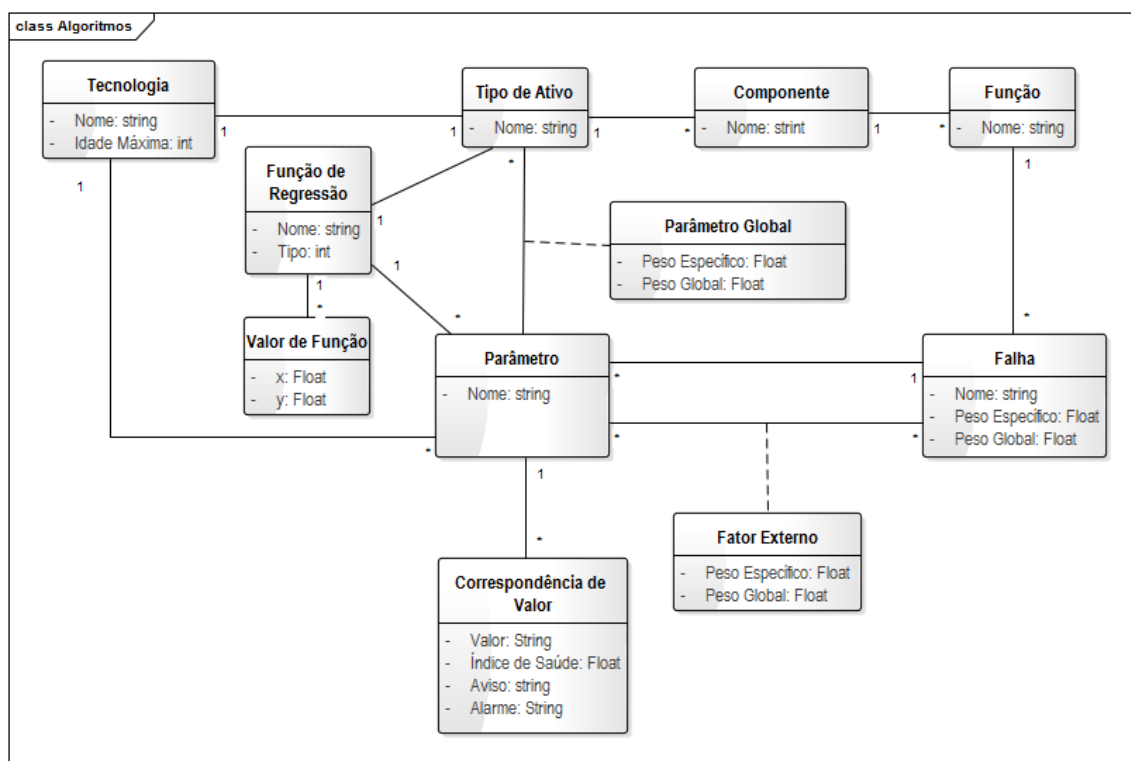 class Algoritmos
Tecnologia
- Nome: string
- Idade Máxima: int
1
1
Tipo de Ativo
- Nome: string
1
*
Componente
- Nome: strint
1
*
Função
- Nome: string
1
1
*
Função de
Regressão
- Nome: string
- Tipo: int
1
1
1
*
Parâmetro Global
- Peso Específico: Float
- Peso Global: Float
Valor de Função
- x: Float
- y: Float
*
*
Parâmetro
- Nome: string
*
1
*
*
*
1
Falha
- Nome: string
- Peso Específico: Float
- Peso Global: Float
*
Fator Externo
- Peso Específico: Float
- Peso Global: Float
Correspondência de
Valor
- Valor: String
- Índice de Saúde: Float
- Aviso: string
- Alarme: String